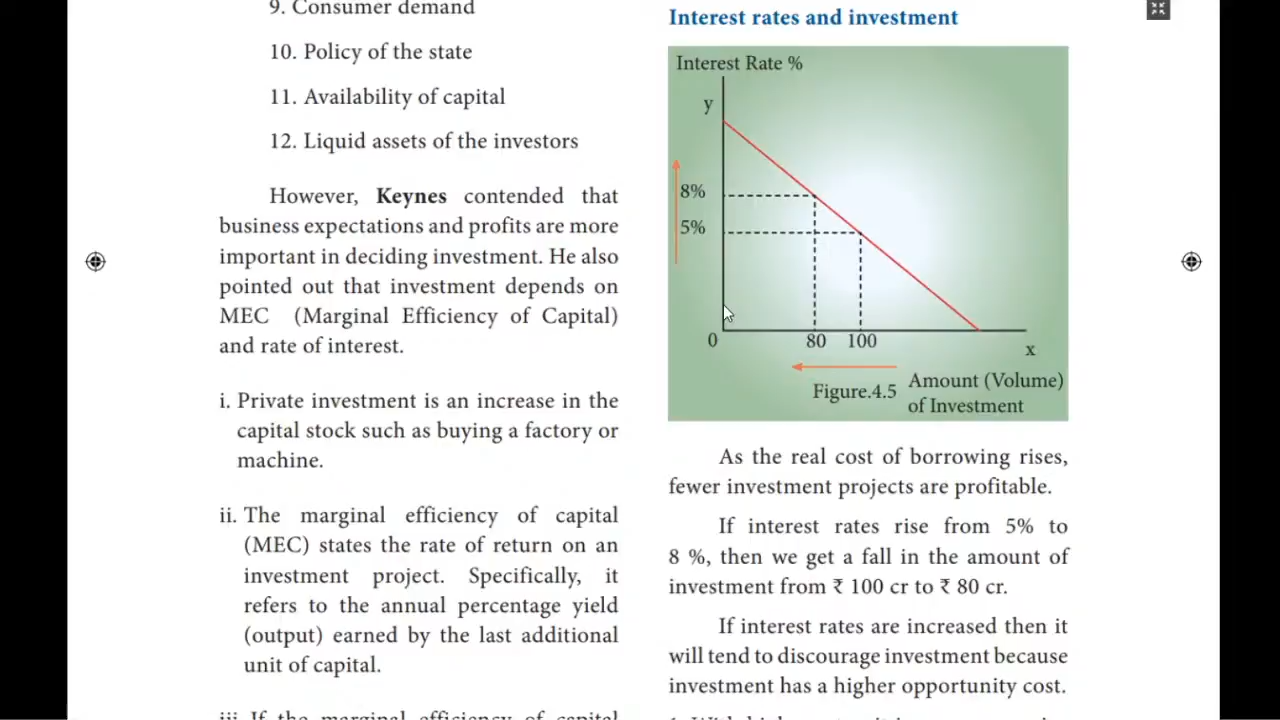 9. Consumer demand
10. Policy of the state
11. Availability of capital
12. Liquid assets of the investors
However, Keynes contended that
business expectations and profits are more
important in deciding investment. He also
pointed out that investment depends on
MEC (Marginal Efficiency of Capital)
and rate of interest.
i. Private investment is an increase in the
capital stock such as buying a factory or
machine.
ii. The marginal efficiency of capital
(MEC) states the rate of return on an
investment project. Specifically, it
refers to the annual percentage yield
(output) earned by the last additional
unit of capital.
iii. If the marginal efficiency of capital
Interest rates and investment
Interest Rate %
y
8%
5%
0
80 100
x
Figure.4.5
Amount (Volume)
of Investment
As the real cost of borrowing rises,
fewer investment projects are profitable.
If interest rates rise from 5% to
8 %, then we get a fall in the amount of
investment from ₹ 100 cr to ₹ 80 cr.
If interest rates are increased then it
will tend to discourage investment because
investment has a higher opportunity cost.